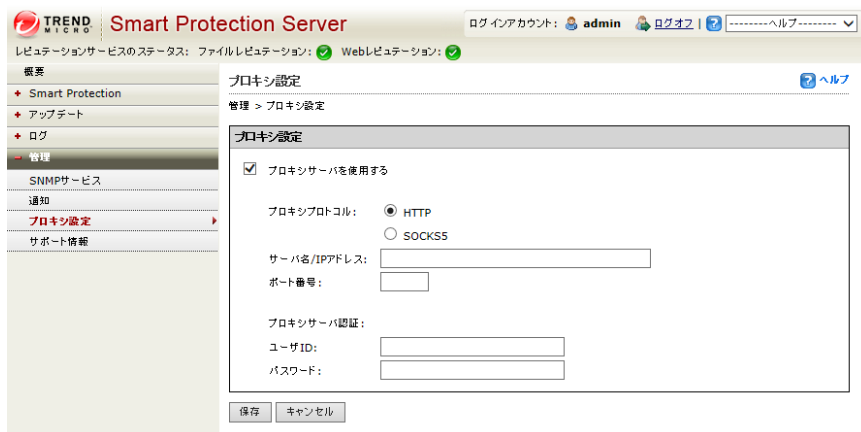 TREND MICRO Smart Protection Server ログインアカウント: admin ログオフ | --------ヘルプ--------
レピュテーションサービスのステータス: ファイルレピュテーション: Webレピュテーション:
概要
+ Smart Protection
+ アップデート
+ ログ
- 管理
SNMPサービス
通知
プロキシ設定
サポート情報
プロキシ設定 ヘルプ
管理 > プロキシ設定
プロキシ設定
プロキシサーバを使用する
プロキシプロトコル: HTTP
SOCKS5
サーバ名/IPアドレス:
ポート番号:
プロキシサーバ認証:
ユーザID:
パスワード:
保存 キャンセル